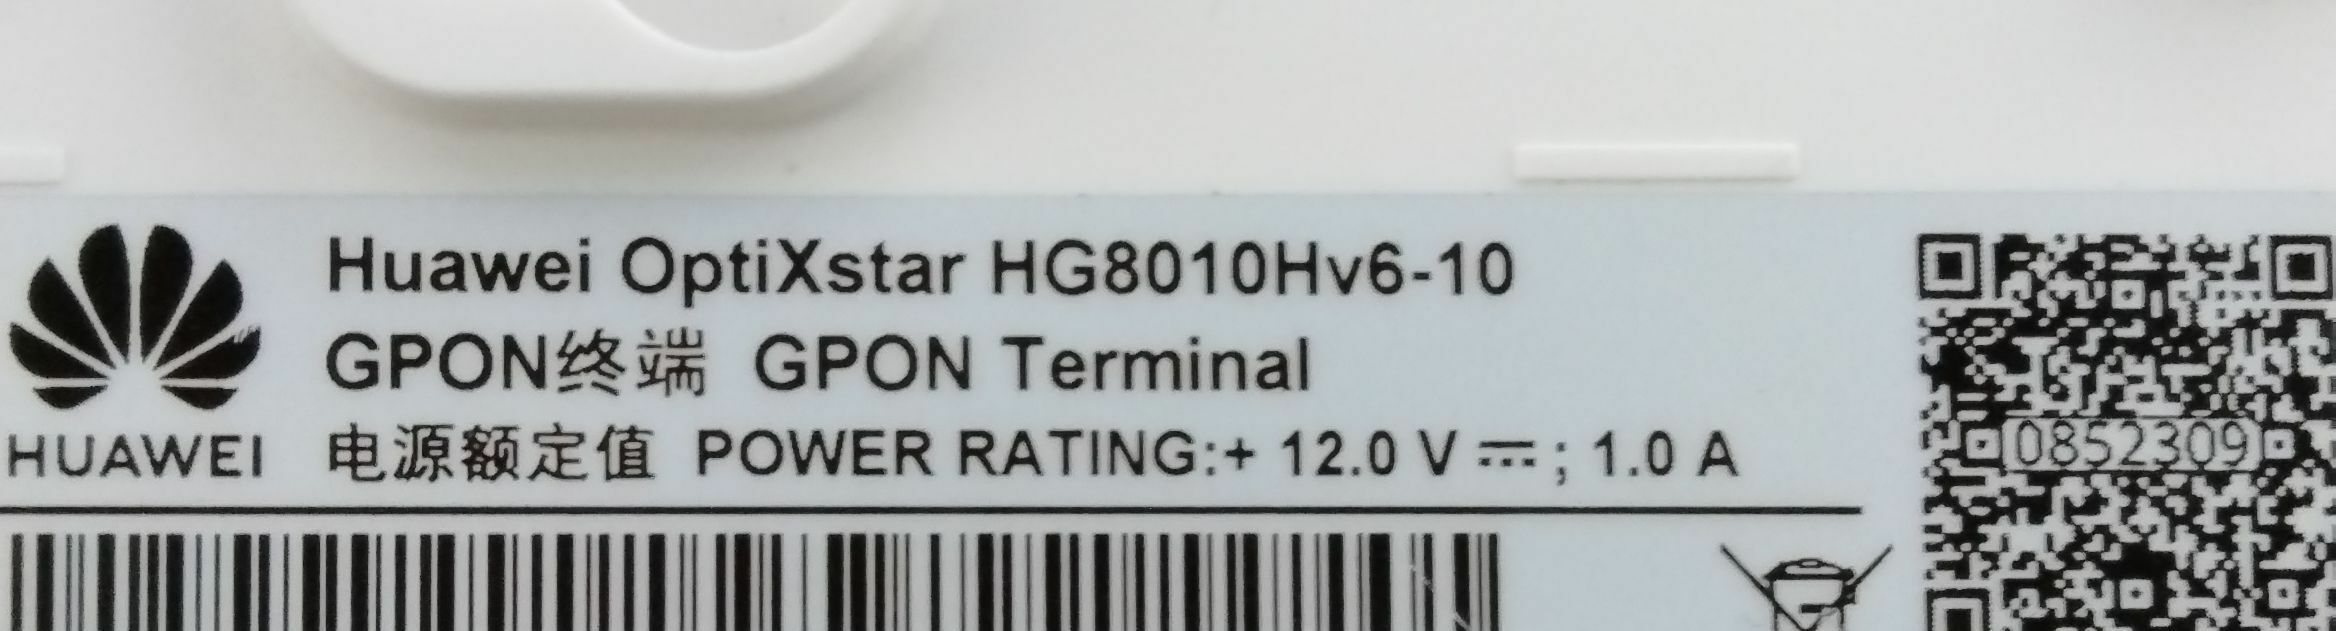 Huawei OptiXstar HG8010Hv6-10
GPON终端 GPON Terminal
HUAWEI
电源额定值 POWER RATING:+ 12.0 V ⎓; 1.0 A
0852309